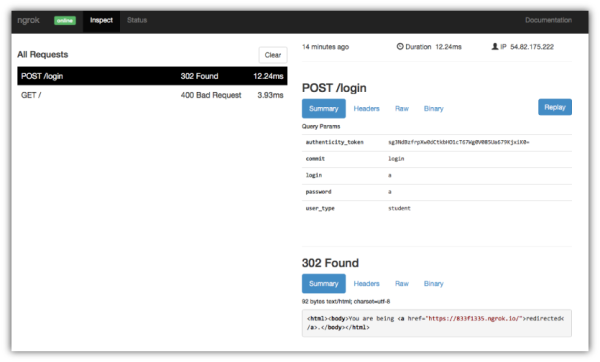 ngrok online Inspect Status Documentation
All Requests Clear
POST /login 302 Found 12.24ms
GET / 400 Bad Request 3.93ms
14 minutes ago Duration 12.24ms IP 54.82.175.222
POST /login
Summary Headers Raw Binary Replay
Query Params
authenticity_token
commit login
login a
password a
user_type student
302 Found
Summary Headers Raw Binary
92 bytes text/html; charset=utf-8
<html><body>You are being <a href="https://833f1335.ngrok.io/">redirected<
/a>.</body></html>